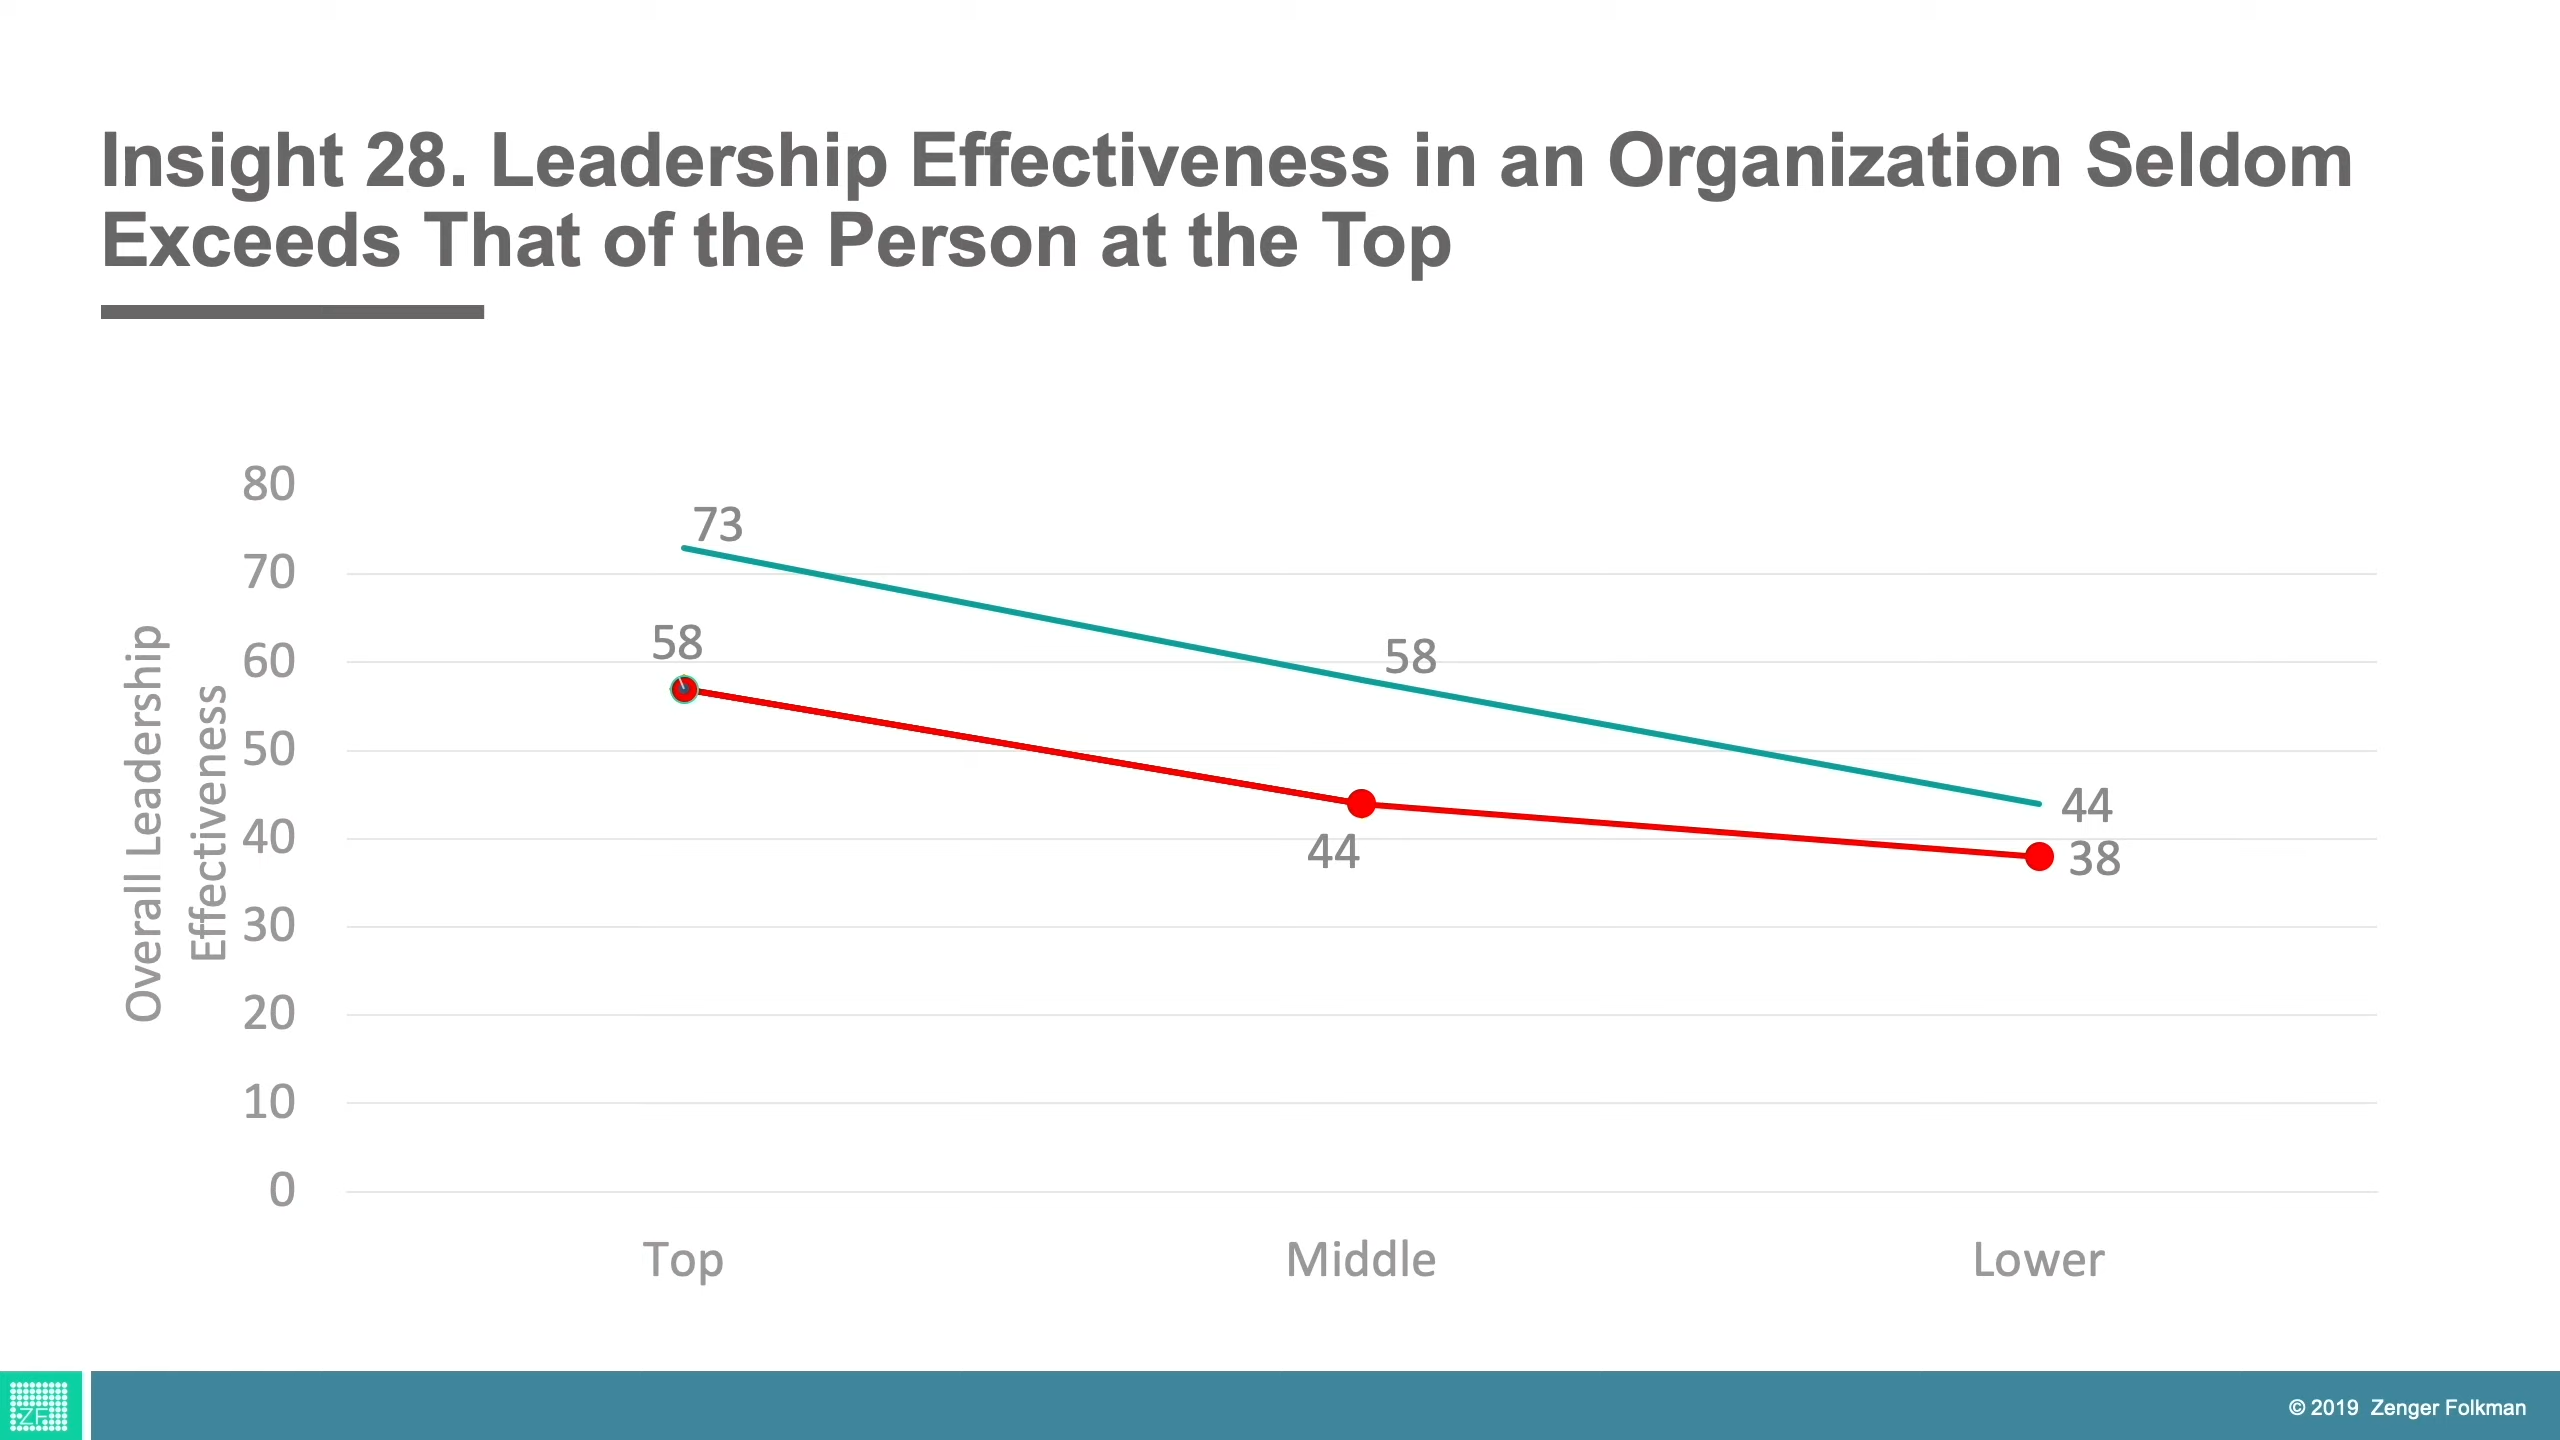 Insight 28. Leadership Effectiveness in an Organization Seldom
Exceeds That of the Person at the Top
Overall Leadership
Effectiveness
80
70
60
50
40
30
20
10
0
73
58
44
58
44
38
Top
Middle
Lower
ZF
© 2019 Zenger Folkman